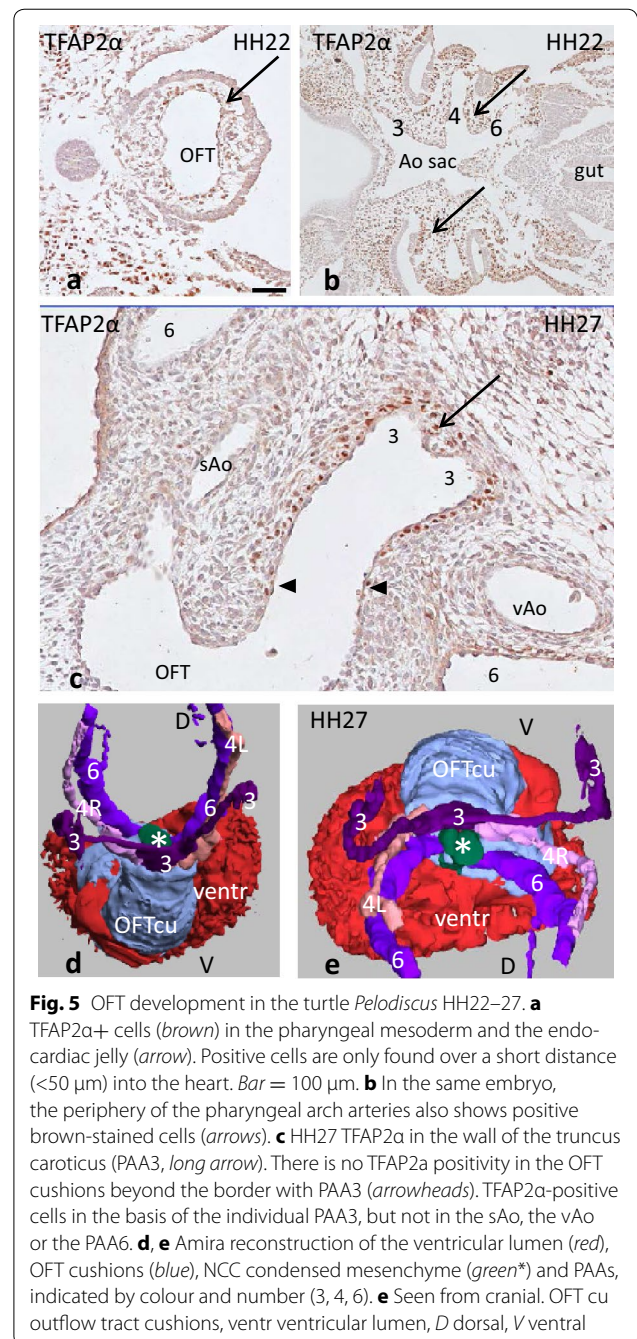 TFAP2α HH22
OFT
a
TFAP2α HH22
3 4 6
Ao sac
gut
b
TFAP2α HH27
6
sAo
3
3
vAo
OFT
6
c
D
4L
6
4R
6
3
3
3
*
ventr
OFTcu
d
V
HH27
V
OFTcu
3
3
3
*
4R
6
4L
ventr
6
e
D
Fig. 5 OFT development in the turtle Pelodiscus HH22–27. a
TFAP2α+ cells (brown) in the pharyngeal mesoderm and the endo-
cardiac jelly (arrow). Positive cells are only found over a short distance
(<50 μm) into the heart. Bar = 100 μm. b In the same embryo,
the periphery of the pharyngeal arch arteries also shows positive
brown-stained cells (arrows). c HH27 TFAP2α in the wall of the truncus
caroticus (PAA3, long arrow). There is no TFAP2a positivity in the OFT
cushions beyond the border with PAA3 (arrowheads). TFAP2α-positive
cells in the basis of the individual PAA3, but not in the sAo, the vAo
or the PAA6. d, e Amira reconstruction of the ventricular lumen (red),
OFT cushions (blue), NCC condensed mesenchyme (green*) and PAAs,
indicated by colour and number (3, 4, 6). e Seen from cranial. OFT cu
outflow tract cushions, ventr ventricular lumen, D dorsal, V ventral